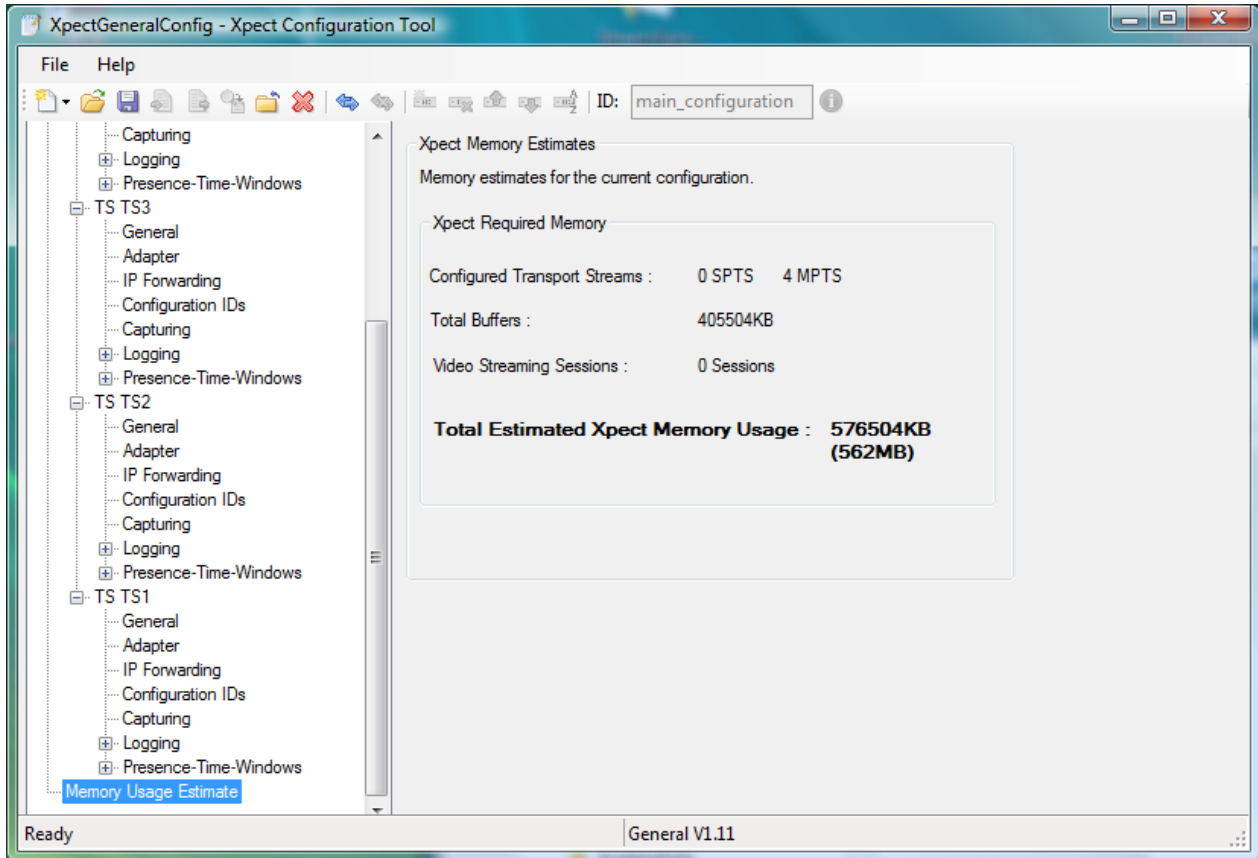 XpectGeneralConfig - Xpect Configuration Tool
File Help
ID: main_configuration
Capturing
Logging
Presence-Time-Windows
TS TS3
General
Adapter
IP Forwarding
Configuration IDs
Capturing
Logging
Presence-Time-Windows
TS TS2
General
Adapter
IP Forwarding
Configuration IDs
Capturing
Logging
Presence-Time-Windows
TS TS1
General
Adapter
IP Forwarding
Configuration IDs
Capturing
Logging
Presence-Time-Windows
Memory Usage Estimate
Xpect Memory Estimates
Memory estimates for the current configuration.
Xpect Required Memory
Configured Transport Streams : 0 SPTS 4 MPTS
Total Buffers : 405504KB
Video Streaming Sessions : 0 Sessions
Total Estimated Xpect Memory Usage : 576504KB
(562MB)
Ready General V1.11